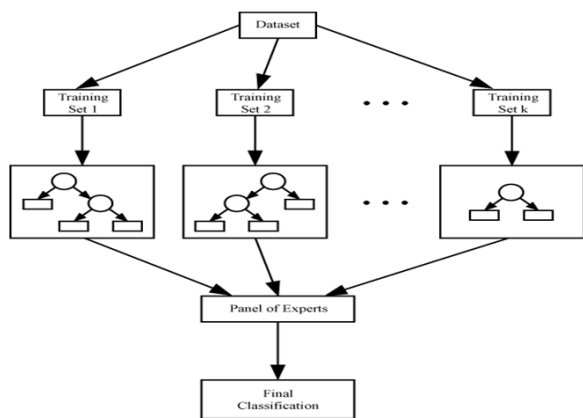 Dataset
Training
Set 1
Training
Set 2
• • •
Training
Set k
• • •
Panel of Experts
Final
Classification